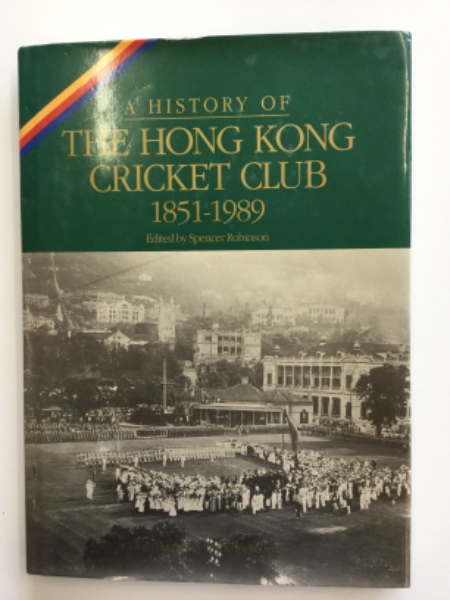 A HISTORY OF
THE HONG KONG
CRICKET CLUB
1851-1989
Edited by Spencer Robinson